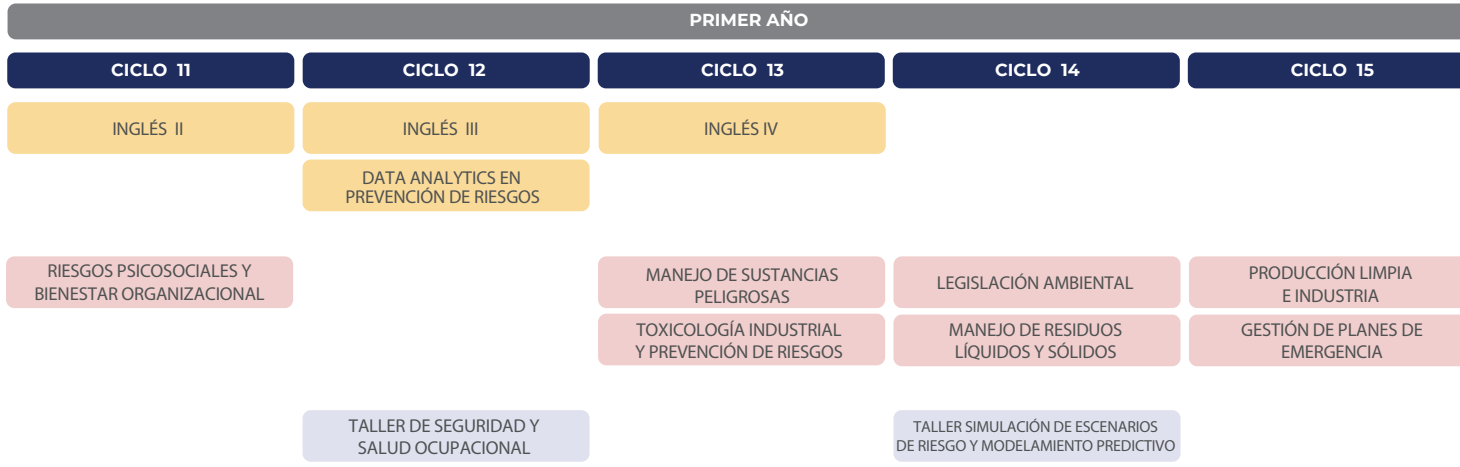 PRIMER AÑO
CICLO 11
CICLO 12
CICLO 13
CICLO 14
CICLO 15
INGLÉS II
INGLÉS III
INGLÉS IV
DATA ANALYTICS EN
PREVENCIÓN DE RIESGOS
RIESGOS PSICOSOCIALES Y
BIENESTAR ORGANIZACIONAL
MANEJO DE SUSTANCIAS
PELIGROSAS
LEGISLACIÓN AMBIENTAL
PRODUCCIÓN LIMPIA
E INDUSTRIA
TOXICOLOGÍA INDUSTRIAL
Y PREVENCIÓN DE RIESGOS
MANEJO DE RESIDUOS
LÍQUIDOS Y SÓLIDOS
GESTIÓN DE PLANES DE
EMERGENCIA
TALLER DE SEGURIDAD Y
SALUD OCUPACIONAL
TALLER SIMULACIÓN DE ESCENARIOS
DE RIESGO Y MODELAMIENTO PREDICTIVO